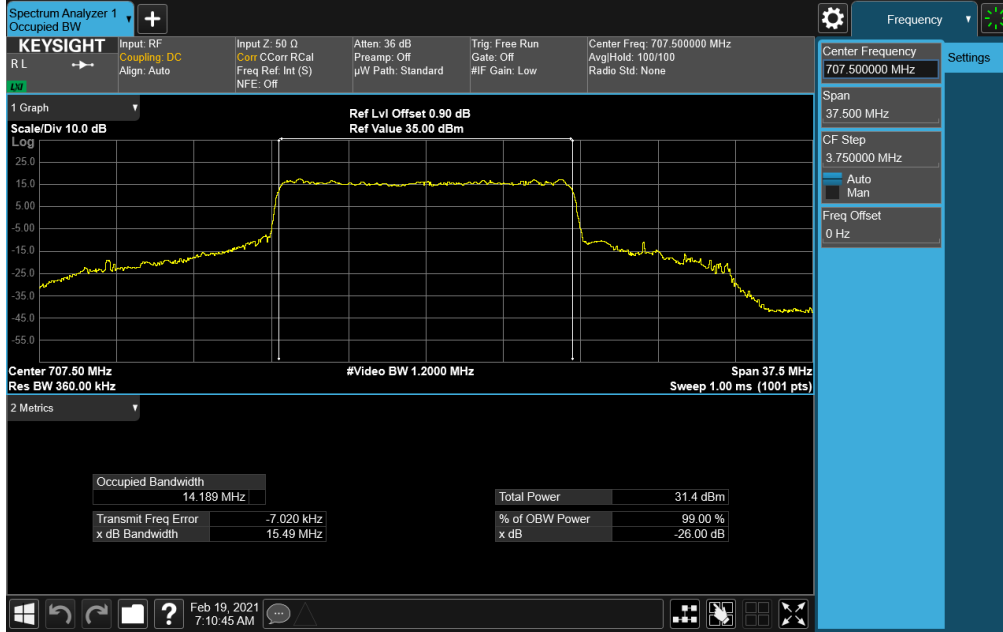 Spectrum Analyzer 1
Occupied BW
+
Frequency
KEYSIGHT
R L
LXI
Input: RF
Coupling: DC
Align: Auto
Input Z: 50 Ω
Corr CCorr RCal
Freq Ref: Int (S)
NFE: Off
Atten: 36 dB
Preamp: Off
µW Path: Standard
Trig: Free Run
Gate: Off
#IF Gain: Low
Center Freq: 707.500000 MHz
Avg|Hold: 100/100
Radio Std: None
Center Frequency
707.500000 MHz
Settings
Span
37.500 MHz
CF Step
3.750000 MHz
Auto
Man
Freq Offset
0 Hz
1 Graph
Scale/Div 10.0 dB
Ref Lvl Offset 0.90 dB
Ref Value 35.00 dBm
Log
25.0
15.0
5.00
-5.00
-15.0
-25.0
-35.0
-45.0
-55.0
Center 707.50 MHz
Res BW 360.00 kHz
#Video BW 1.2000 MHz
Span 37.5 MHz
Sweep 1.00 ms (1001 pts)
2 Metrics
Occupied Bandwidth
14.189 MHz
Transmit Freq Error -7.020 kHz
x dB Bandwidth 15.49 MHz
Total Power 31.4 dBm
% of OBW Power 99.00 %
x dB -26.00 dB
?
Feb 19, 2021
7:10:45 AM